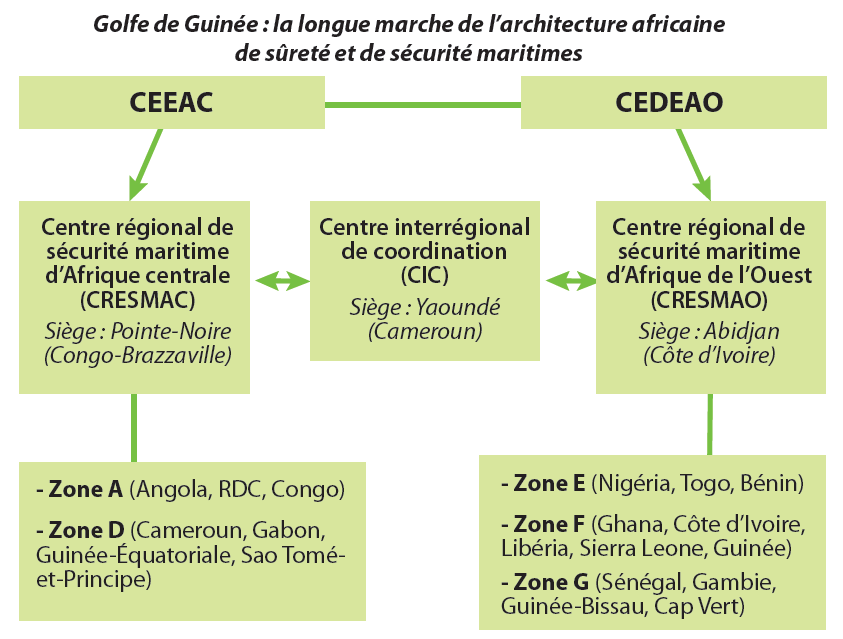 Golfe de Guinée : la longue marche de l'architecture africaine
de sûreté et de sécurité maritimes
CEEAC
CEDEAO
Centre régional de
sécurité maritime
d'Afrique centrale
(CRESMAC)
Siège : Pointe-Noire
(Congo-Brazzaville)
Centre interrégional
de coordination
(CIC)
Siège : Yaoundé
(Cameroun)
Centre régional de
sécurité maritime
d'Afrique de l'Ouest
(CRESMAO)
Siège : Abidjan
(Côte d'Ivoire)
- Zone A (Angola, RDC, Congo)
- Zone D (Cameroun, Gabon,
Guinée-Équatoriale, Sao Tomé-
et-Principe)
- Zone E (Nigéria, Togo, Bénin)
- Zone F (Ghana, Côte d'Ivoire,
Libéria, Sierra Leone, Guinée)
- Zone G (Sénégal, Gambie,
Guinée-Bissau, Cap Vert)